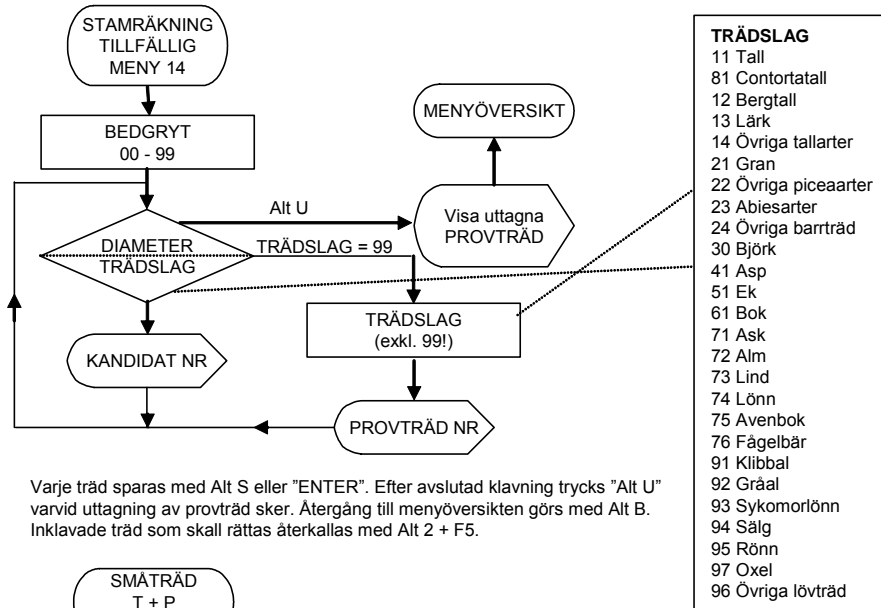 STAMRÄKNING
TILLFÄLLIG
MENY 14
BEDGRYT
00 - 99
MENYÖVERSIKT
Alt U
Visa uttagna
PROVTRÄD
DIAMETER
TRÄDSLAG
TRÄDSLAG = 99
TRÄDSLAG
(exkl. 99!)
KANDIDAT NR
PROVTRÄD NR
Varje träd sparas med Alt S eller ”ENTER”. Efter avslutad klavning trycks ”Alt U”
varvid uttagning av provträd sker. Återgång till menyöversikten görs med Alt B.
Inklavade träd som skall rättas återkallas med Alt 2 + F5.
SMÅTRÄD
T + P
TRÄDSLAG
11 Tall
81 Contortatall
12 Bergtall
13 Lärk
14 Övriga tallarter
21 Gran
22 Övriga piceaarter
23 Abiesarter
24 Övriga barrträd
30 Björk
41 Asp
51 Ek
61 Bok
71 Ask
72 Alm
73 Lind
74 Lönn
75 Avenbok
76 Fågelbär
91 Klibbal
92 Gråal
93 Sykomorlönn
94 Sälg
95 Rönn
97 Oxel
96 Övriga lövträd